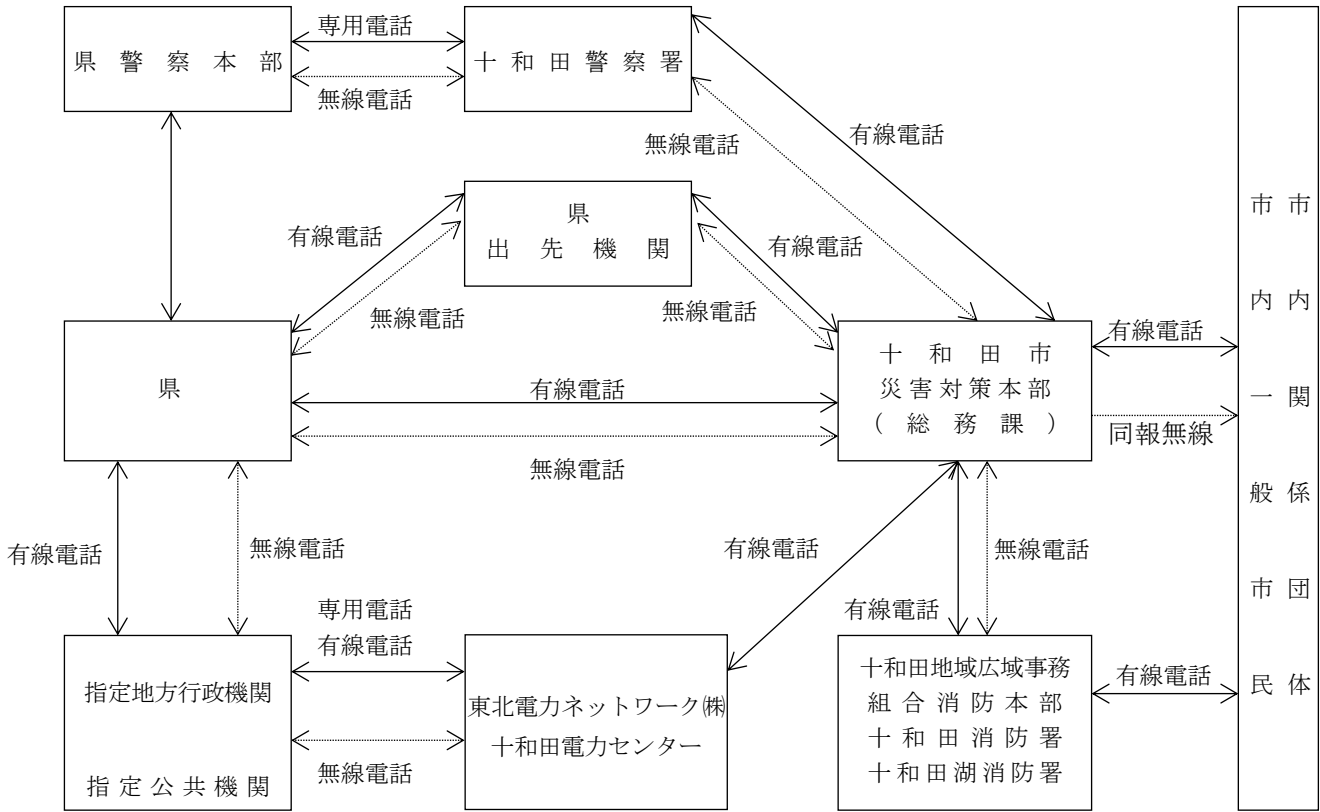 専用電話
県警察本部
十和田警察署
無線電話
有線電話
無線電話
県
出先機関
有線電話
有線電話
無線電話
無線電話
県
有線電話
無線電話
十和田市
災害対策本部
(総務課)
有線電話
同報無線
市内関係団体
市内一般市民
有線電話
無線電話
有線電話
無線電話
有線電話
専用電話
有線電話
無線電話
指定地方行政機関
指定公共機関
東北電力ネットワーク㈱
十和田電力センター
十和田地域広域事務
組合消防本部
十和田消防署
十和田湖消防署
有線電話